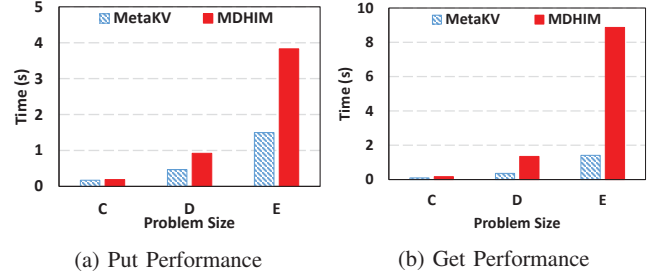 MetaKV MDHIM
5
4
3
2
1
0
Time (s)
C D E
Problem Size
(a) Put Performance
MetaKV MDHIM
10
8
6
4
2
0
Time (s)
C D E
Problem Size
(b) Get Performance